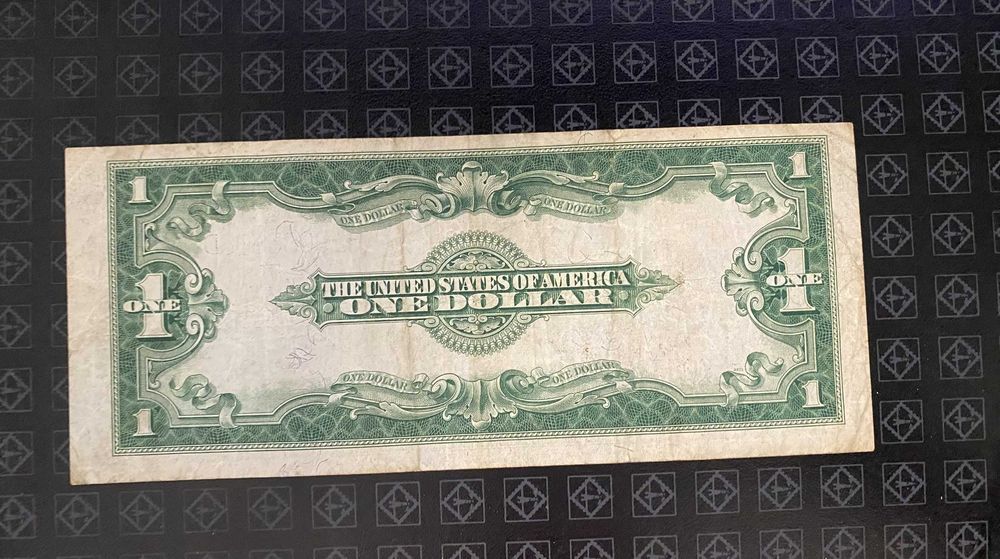 1 1
ONE DOLLAR ONE DOLLAR
1 ONE THE UNITED STATES OF AMERICA 1 ONE
ONE DOLLAR
ONE DOLLAR ONE DOLLAR
1 1